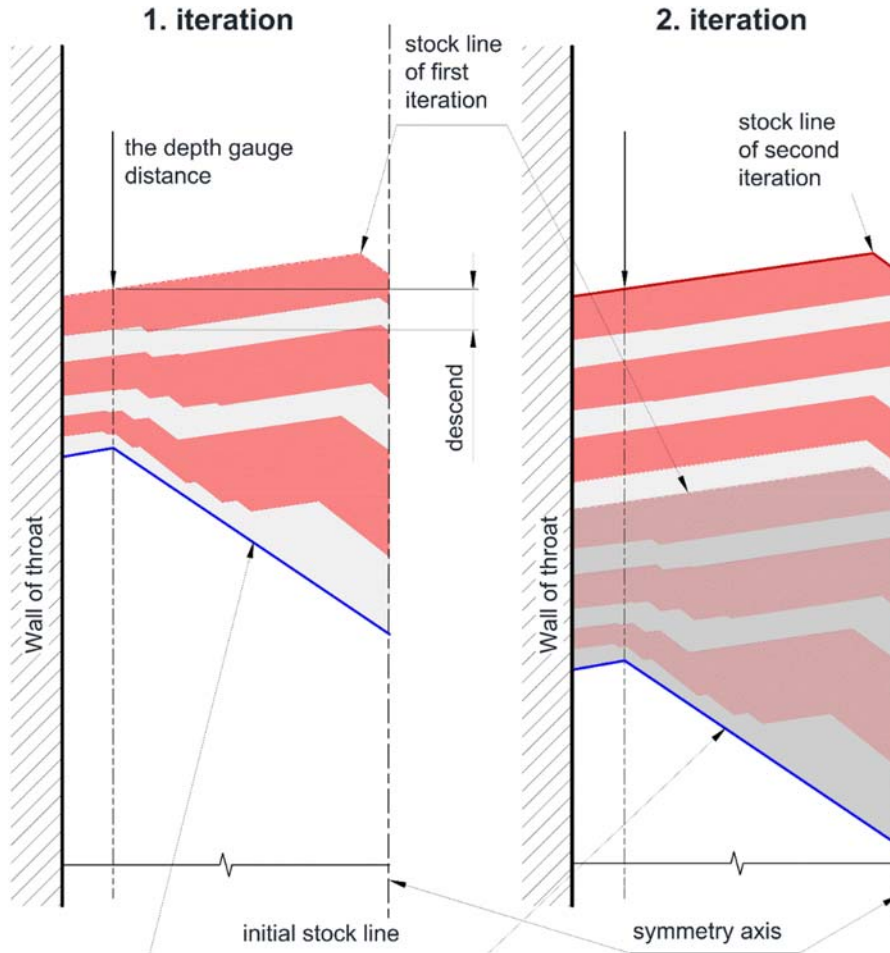 1. iteration
2. iteration
stock line
of first
iteration
the depth gauge
distance
stock line
of second
iteration
descend
Wall of throat
Wall of throat
initial stock line
symmetry axis